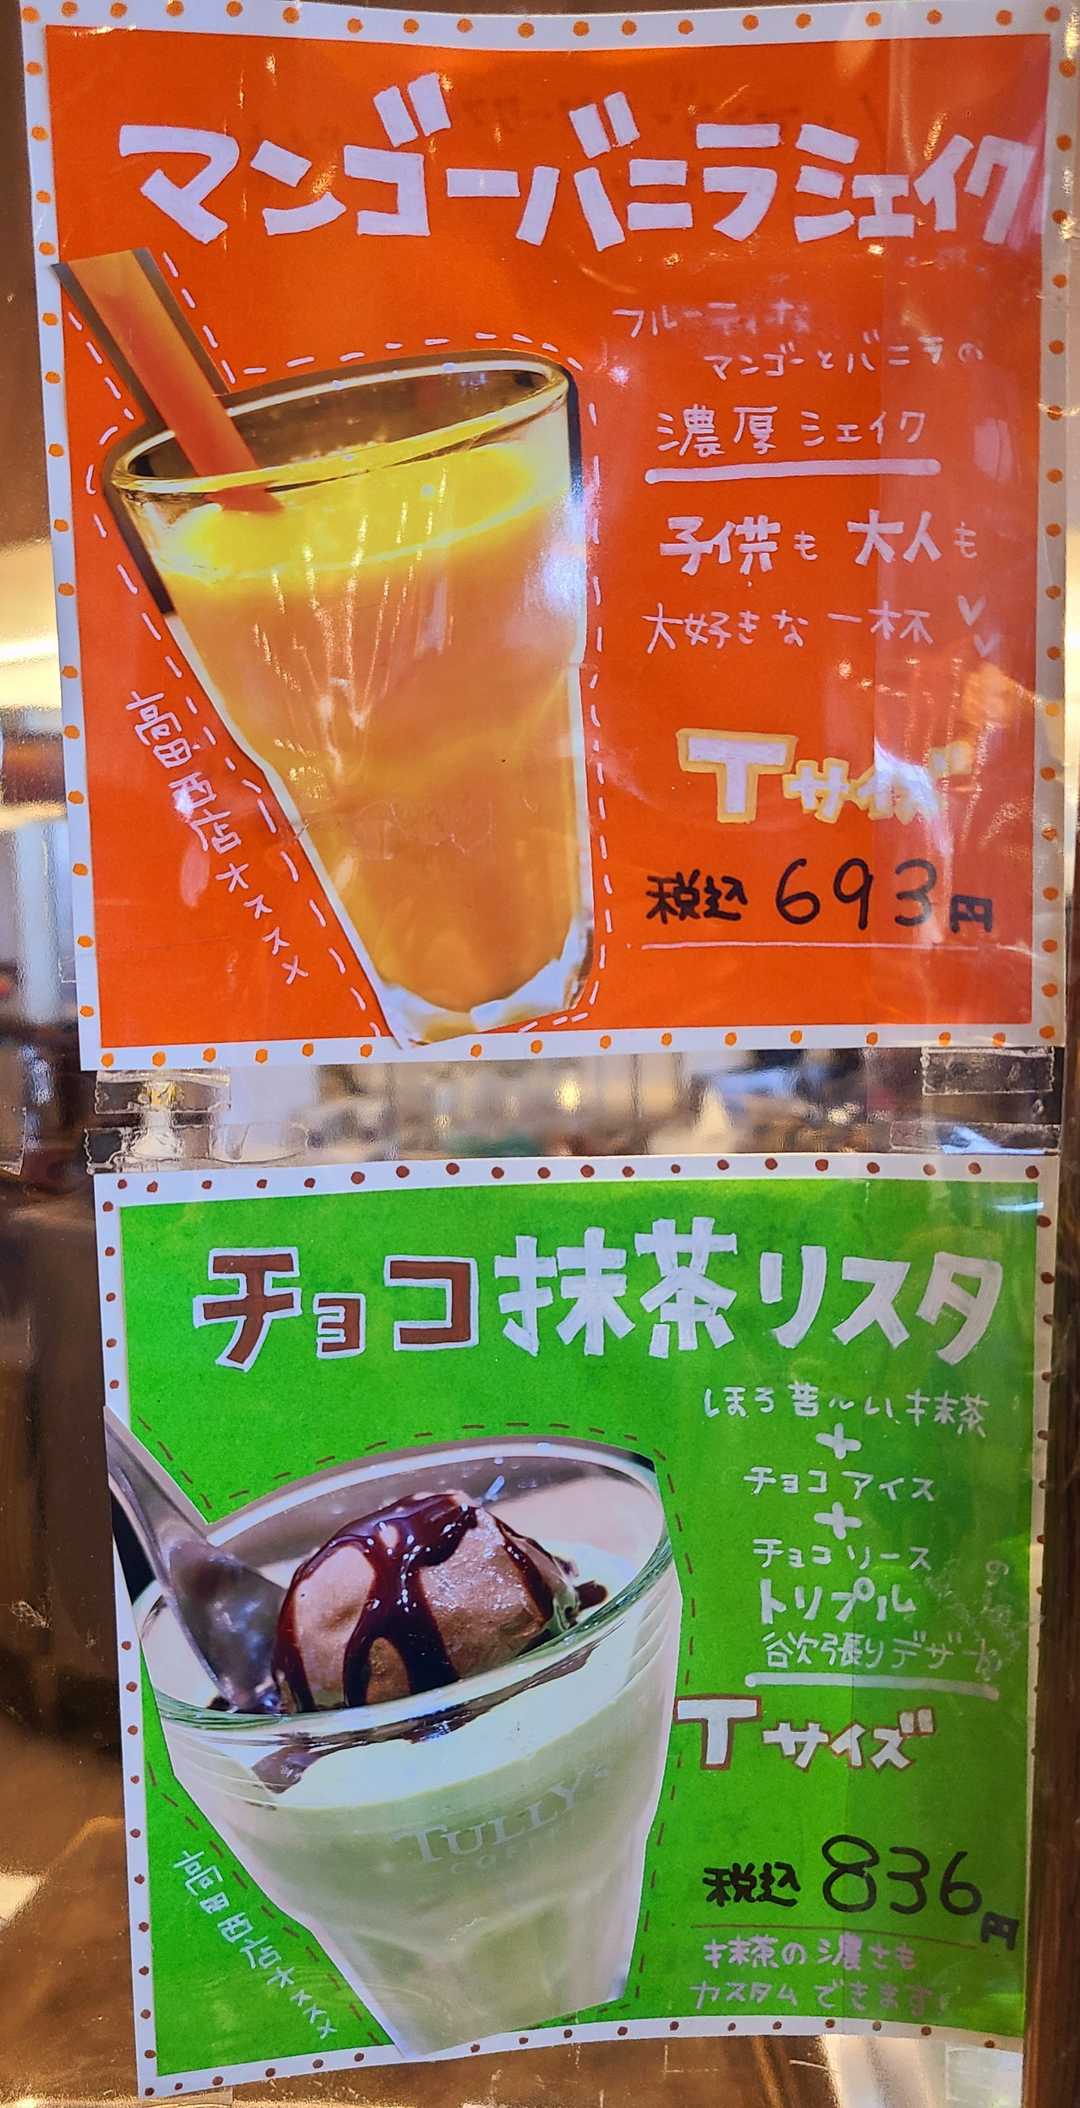 マンゴーバニラシェイク
フルーティな
マンゴーとバニラの
濃厚シェイク
子供も大人も
大好きな一杯
Tサイズ
税込 693円
高田西店オススメ
チョコ抹茶リスタ
ほろ苦〜い抹茶
+
チョコアイス
+
チョコソースの
トリプル
欲張りデザート
Tサイズ
税込 836円
抹茶の濃さも
カスタムできます!
TULLY'S
COFFEE
高田西店オススメ